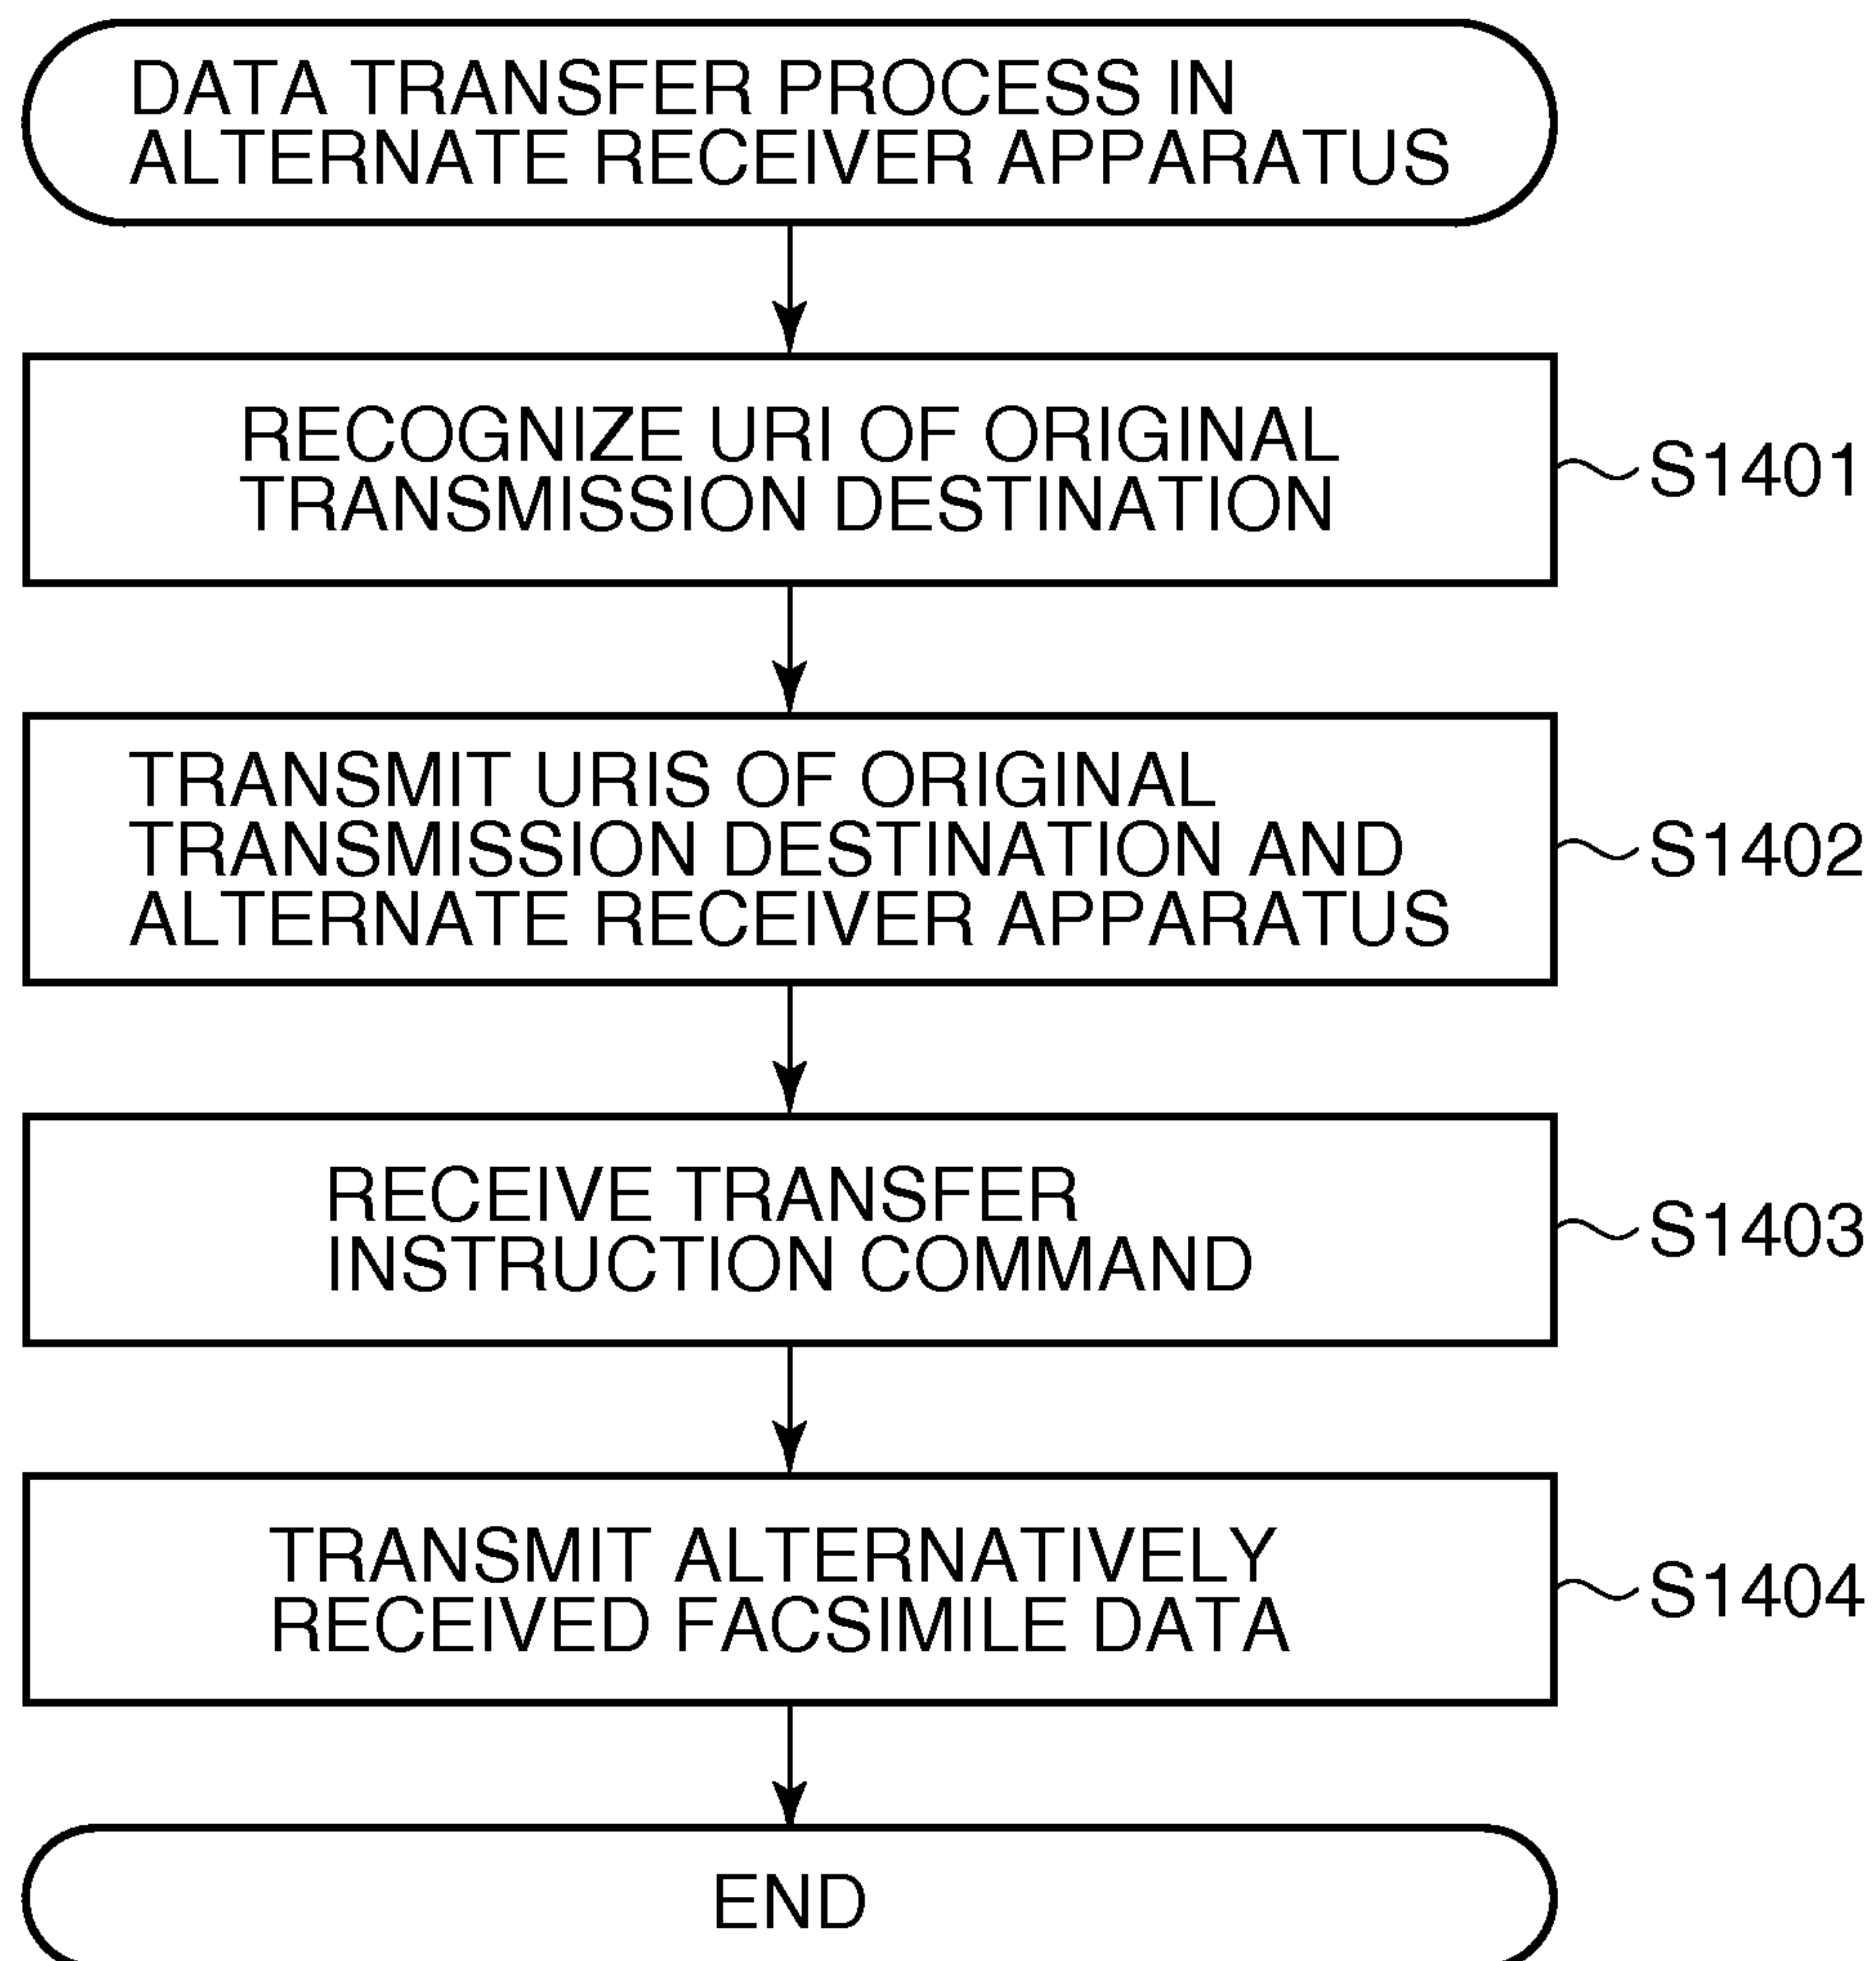 DATA TRANSFER PROCESS IN
ALTERNATE RECEIVER APPARATUS
RECOGNIZE URI OF ORIGINAL
TRANSMISSION DESTINATION
S1401
TRANSMIT URIS OF ORIGINAL
TRANSMISSION DESTINATION AND
ALTERNATE RECEIVER APPARATUS
S1402
RECEIVE TRANSFER
INSTRUCTION COMMAND
S1403
TRANSMIT ALTERNATIVELY
RECEIVED FACSIMILE DATA
S1404
END